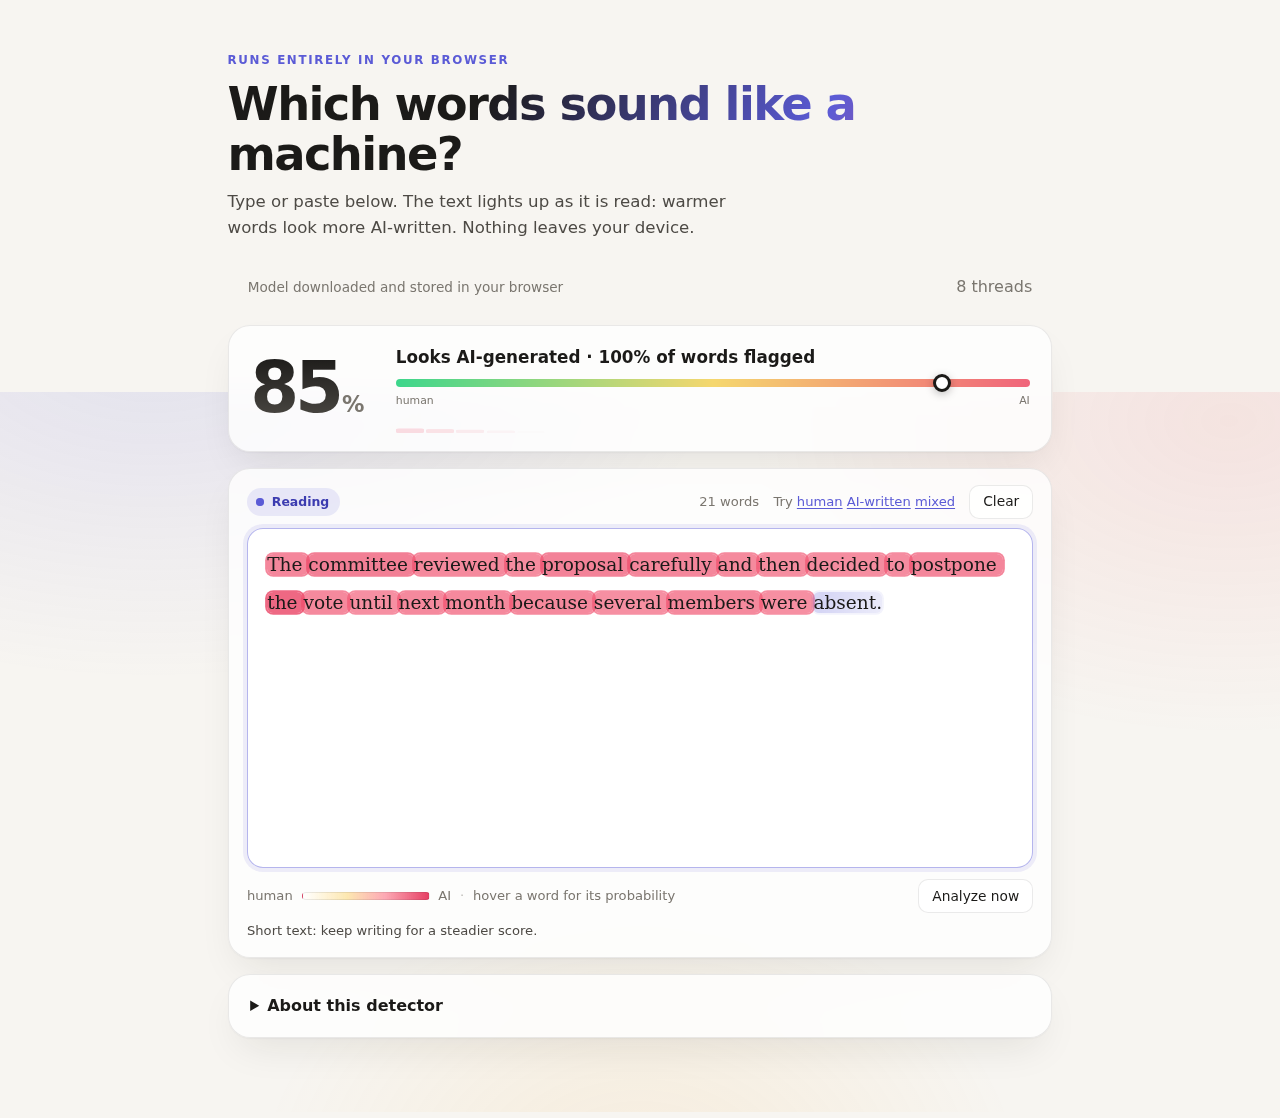 RUNS ENTIRELY IN YOUR BROWSER
Which words sound like a
machine?
Type or paste below. The text lights up as it is read: warmer
words look more AI-written. Nothing leaves your device.
Model downloaded and stored in your browser
8 threads
85%
Looks AI-generated · 100% of words flagged
human
AI
Reading
21 words
Try human AI-written mixed
Clear
The committee reviewed the proposal carefully and then decided to postpone
the vote until next month because several members were absent.
human
AI · hover a word for its probability
Analyze now
Short text: keep writing for a steadier score.
About this detector